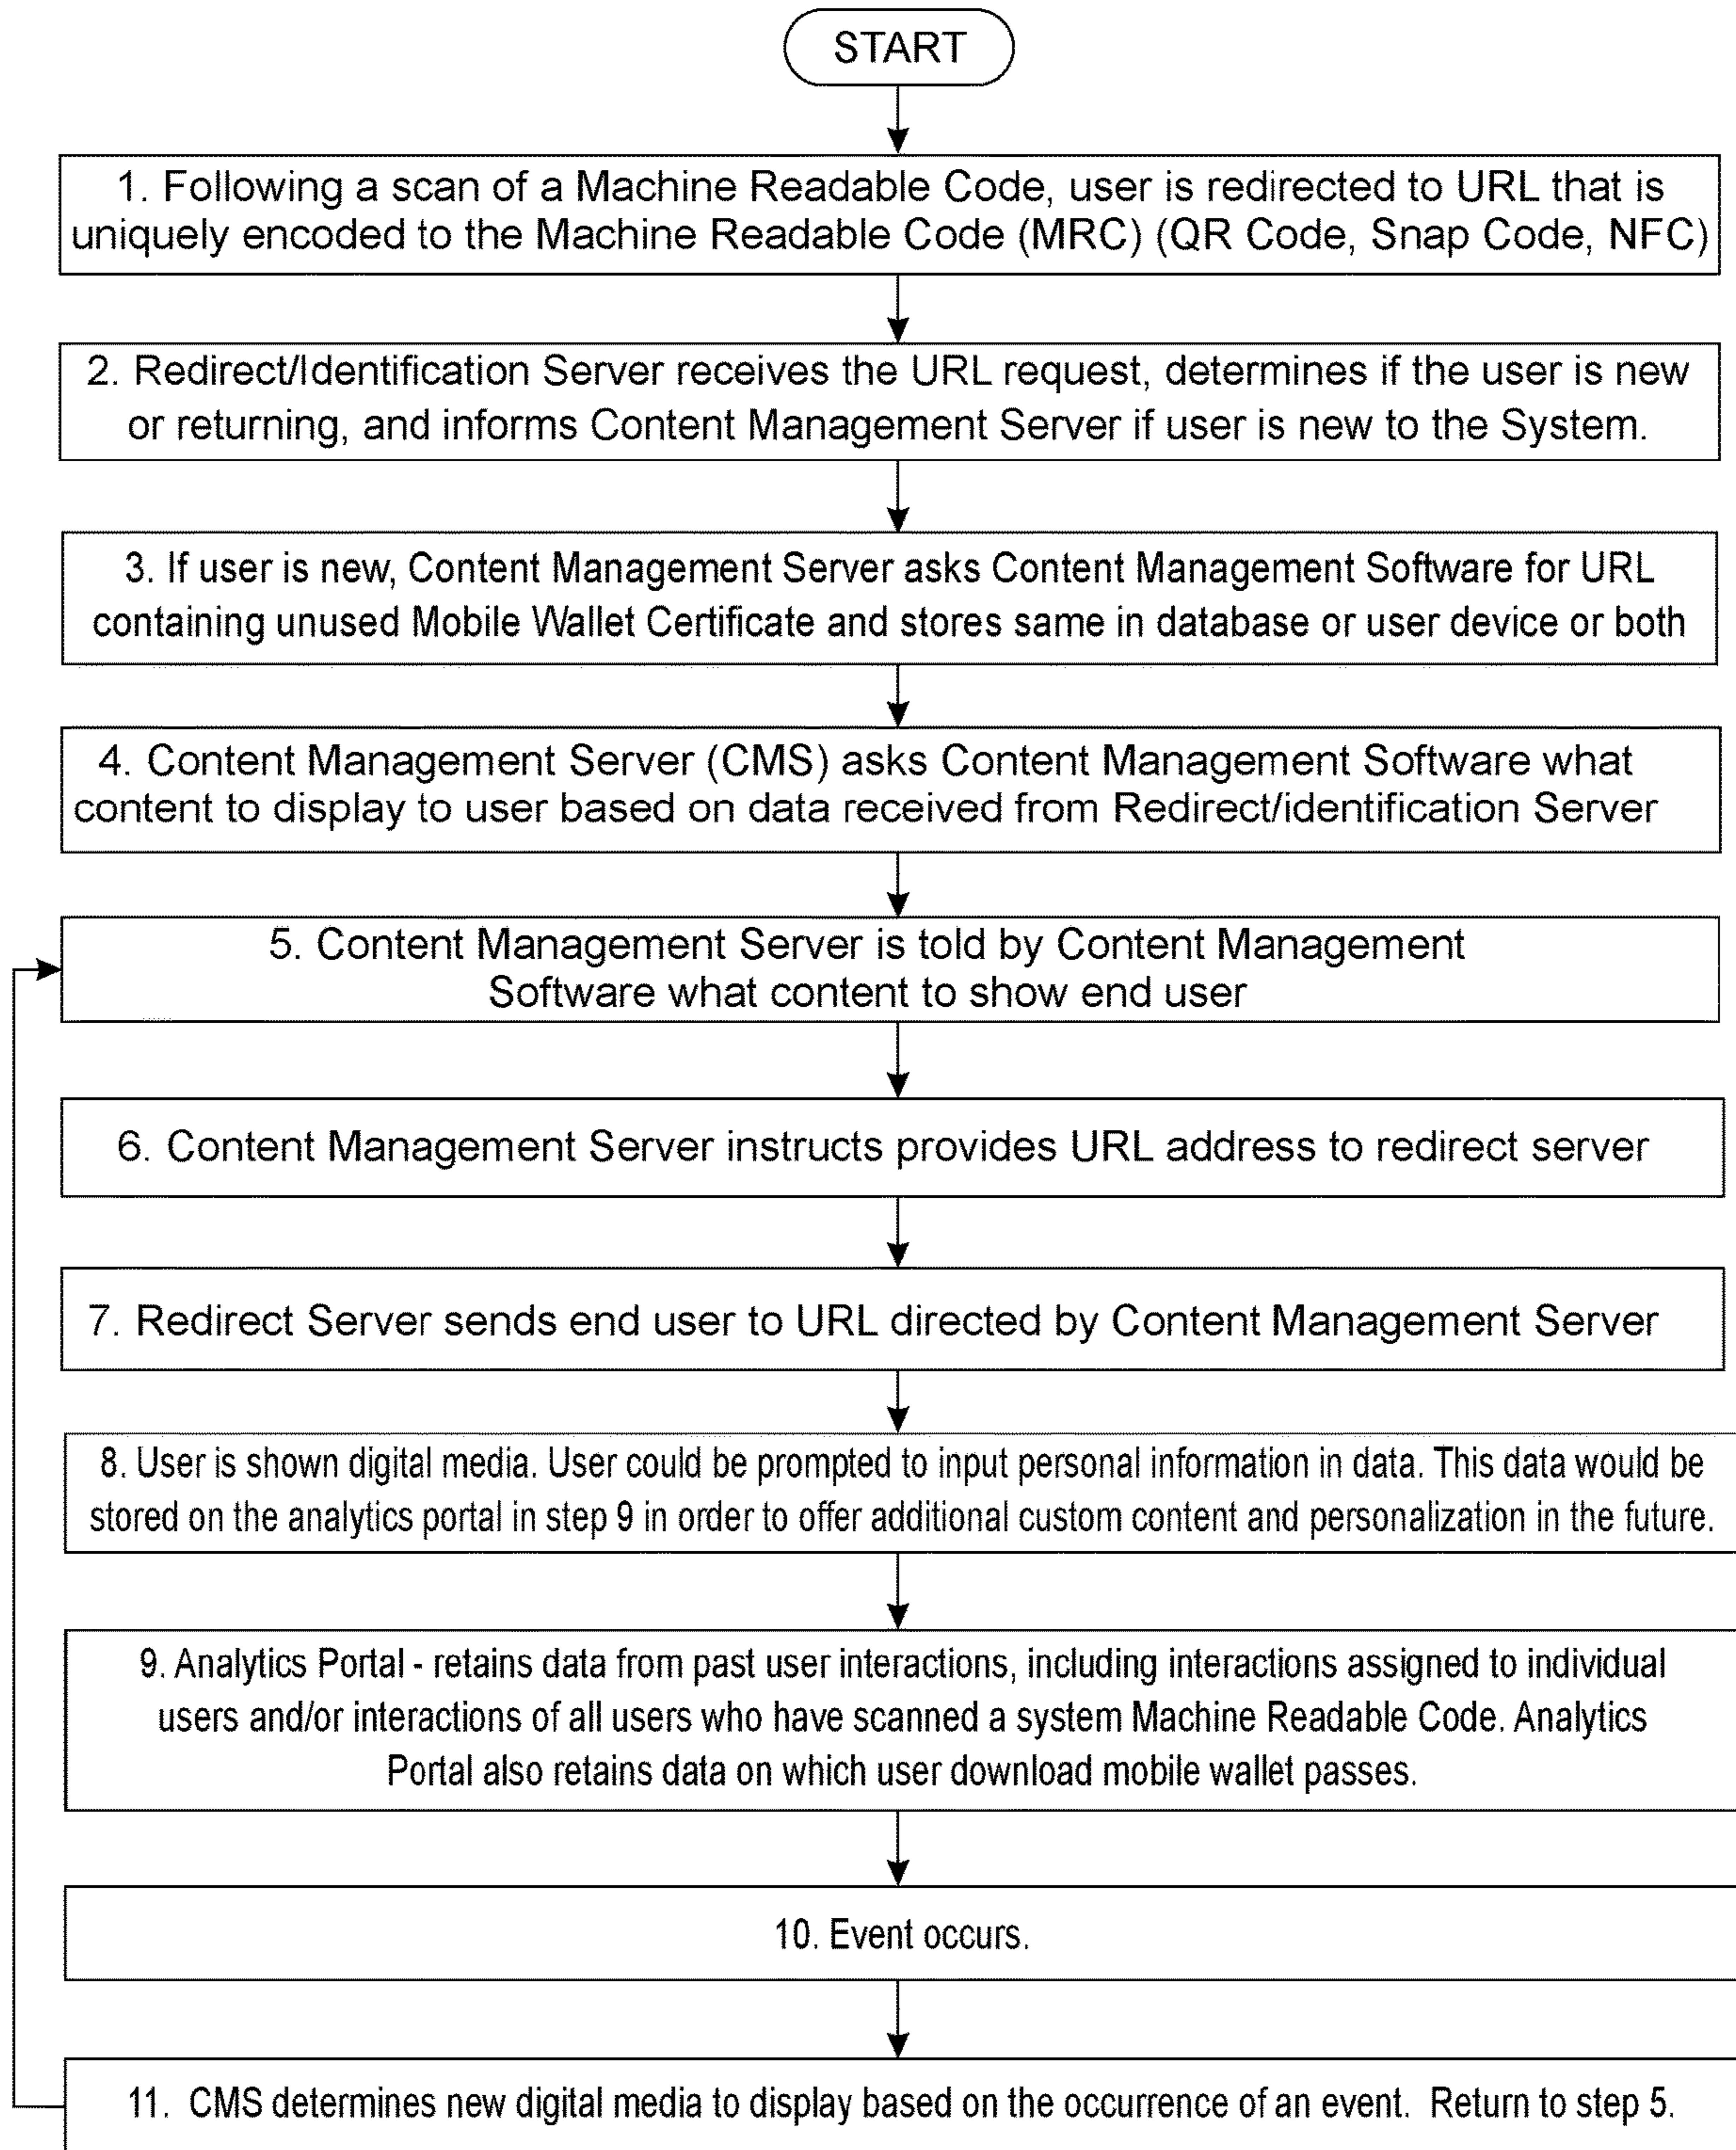 START
1. Following a scan of a Machine Readable Code, user is redirected to URL that is
uniquely encoded to the Machine Readable Code (MRC) (QR Code, Snap Code, NFC)
2. Redirect/Identification Server receives the URL request, determines if the user is new
or returning, and informs Content Management Server if user is new to the System.
3. If user is new, Content Management Server asks Content Management Software for URL
containing unused Mobile Wallet Certificate and stores same in database or user device or both
4. Content Management Server (CMS) asks Content Management Software what
content to display to user based on data received from Redirect/identification Server
5. Content Management Server is told by Content Management
Software what content to show end user
6. Content Management Server instructs provides URL address to redirect server
7. Redirect Server sends end user to URL directed by Content Management Server
8. User is shown digital media. User could be prompted to input personal information in data. This data would be
stored on the analytics portal in step 9 in order to offer additional custom content and personalization in the future.
9. Analytics Portal - retains data from past user interactions, including interactions assigned to individual
users and/or interactions of all users who have scanned a system Machine Readable Code. Analytics
Portal also retains data on which user download mobile wallet passes.
10. Event occurs.
11. CMS determines new digital media to display based on the occurrence of an event. Return to step 5.